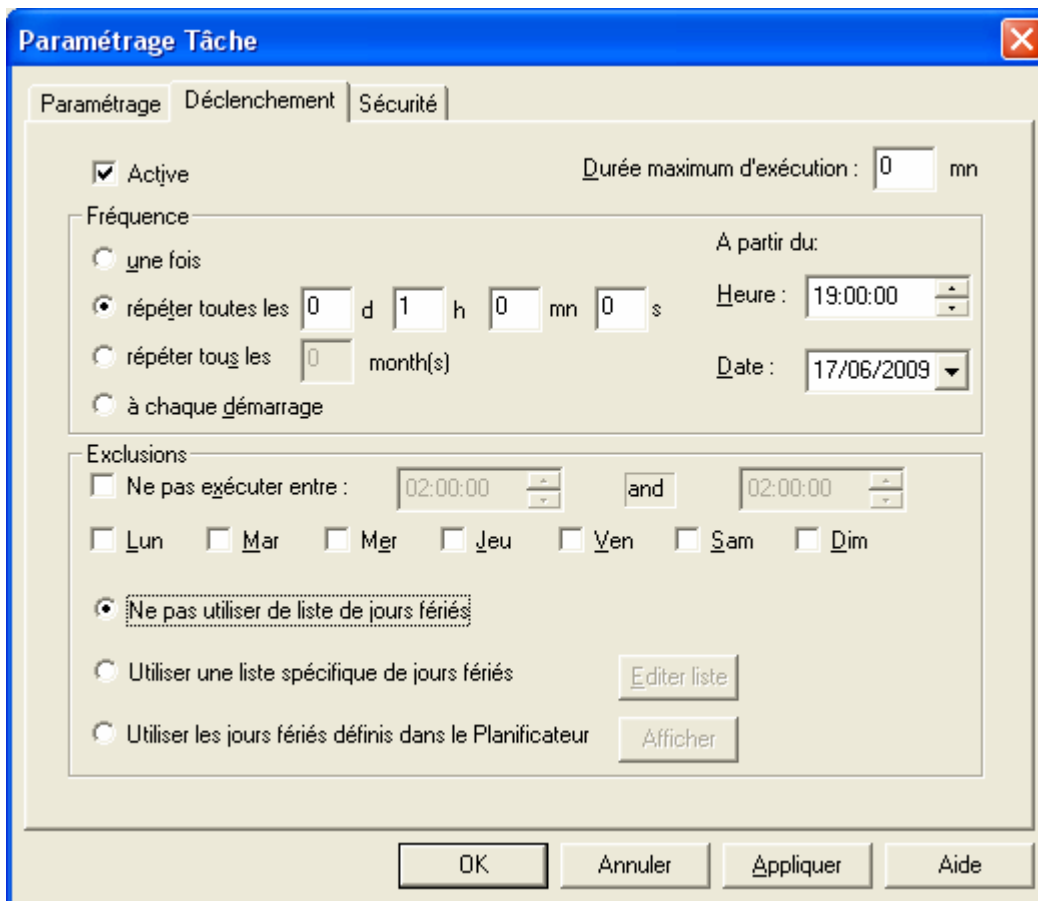 Paramétrage Tâche
Paramétrage Déclenchement Sécurité
Active Durée maximum d'exécution : 0 mn
Fréquence
A partir du:
une fois
répéter toutes les 0 d 1 h 0 mn 0 s Heure : 19:00:00
répéter tous les 0 month(s) Date : 17/06/2009
à chaque démarrage
Exclusions
Ne pas exécuter entre : 02:00:00 and 02:00:00
Lun Mar Mer Jeu Ven Sam Dim
Ne pas utiliser de liste de jours fériés
Utiliser une liste spécifique de jours fériés Editer liste
Utiliser les jours fériés définis dans le Planificateur Afficher
OK Annuler Appliquer Aide